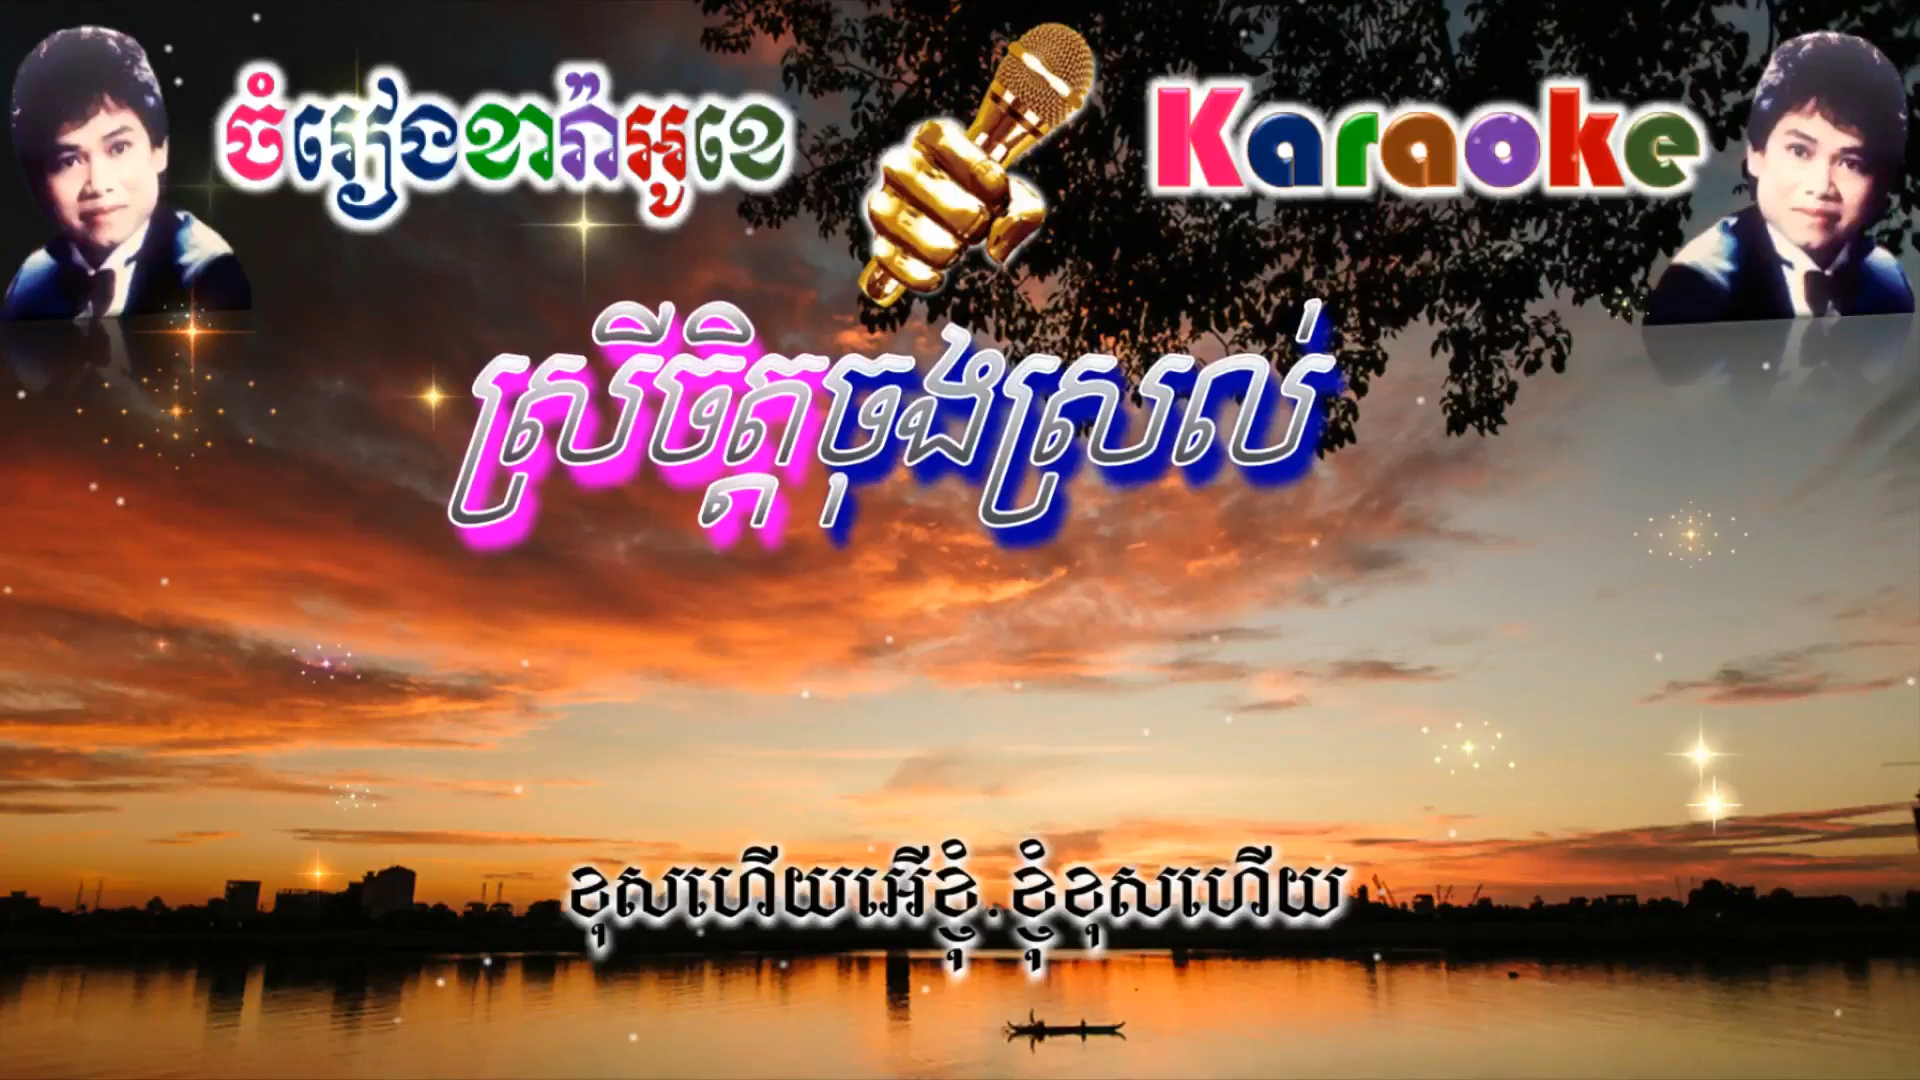 ចំរៀងខារ៉ាអូខេ Karaoke
ស្រីចិត្តចុងស្រល់
ខុសហើយអើខ្ញុំ.ខ្ញុំខុសហើយ